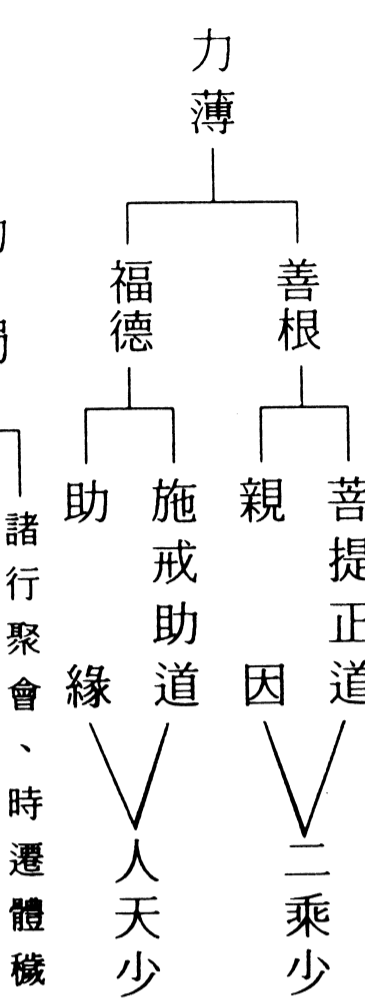 力薄
善根
福德
菩提正道
親因
施戒助道
助緣
二乘少
人天少
諸行聚會、時遷體穢